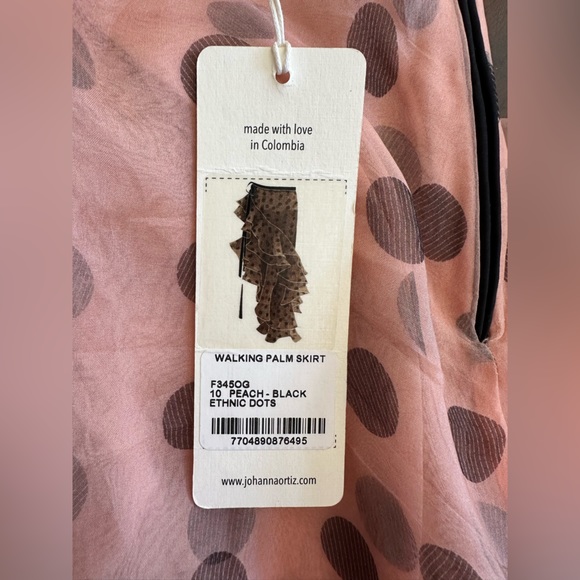 made with love
in Colombia
WALKING PALM SKIRT
F345OG
10 PEACH - BLACK
ETHNIC DOTS
7704890876495
www.johannaortiz.com